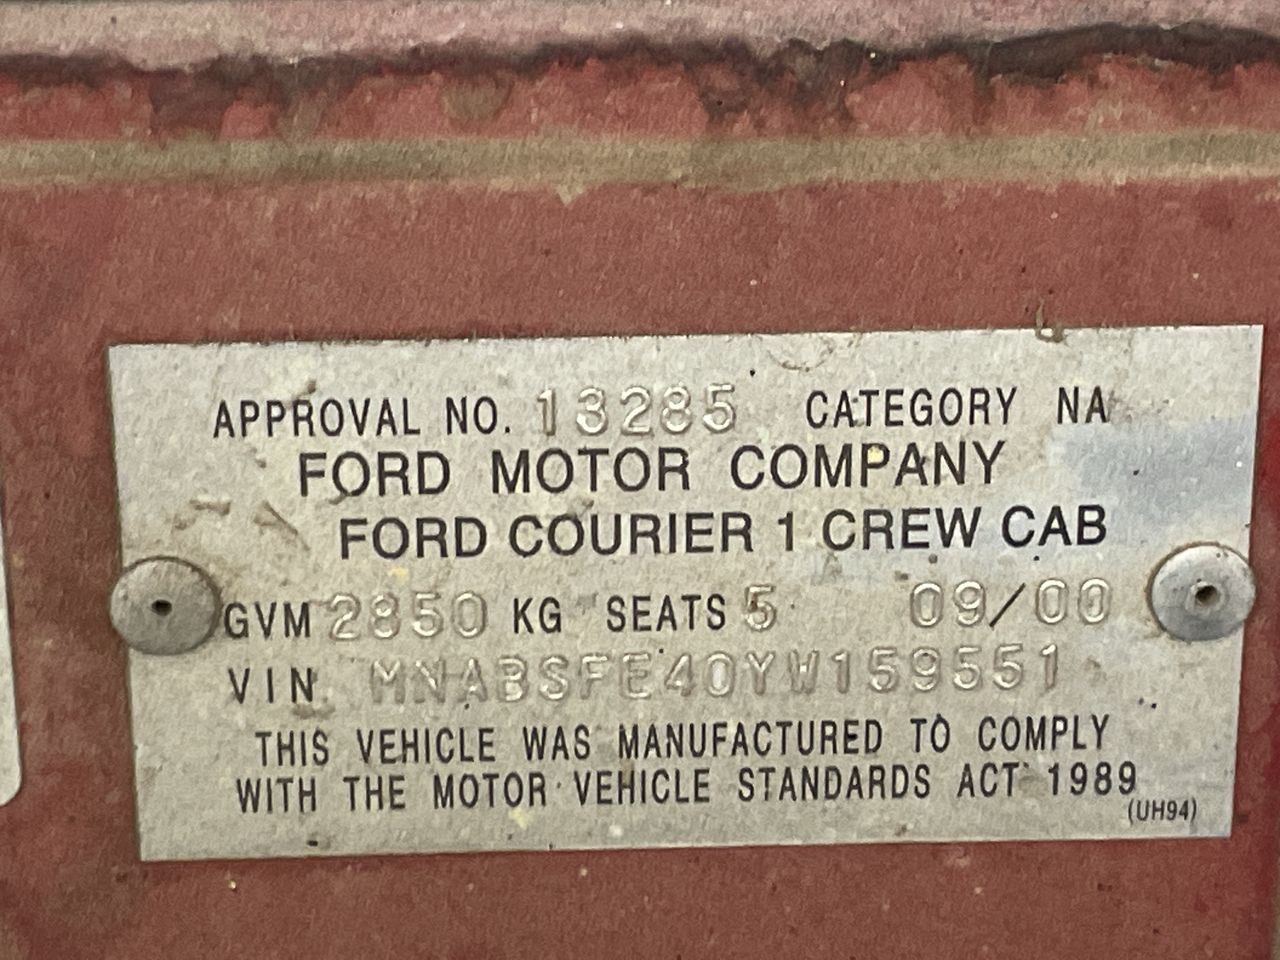 APPROVAL NO. 13285 CATEGORY NA
FORD MOTOR COMPANY
FORD COURIER 1 CREW CAB
GVM 2850 KG SEATS 5 09/00
VIN MNABSFE40YW159551
THIS VEHICLE WAS MANUFACTURED TO COMPLY
WITH THE MOTOR VEHICLE STANDARDS ACT 1989
(UH94)